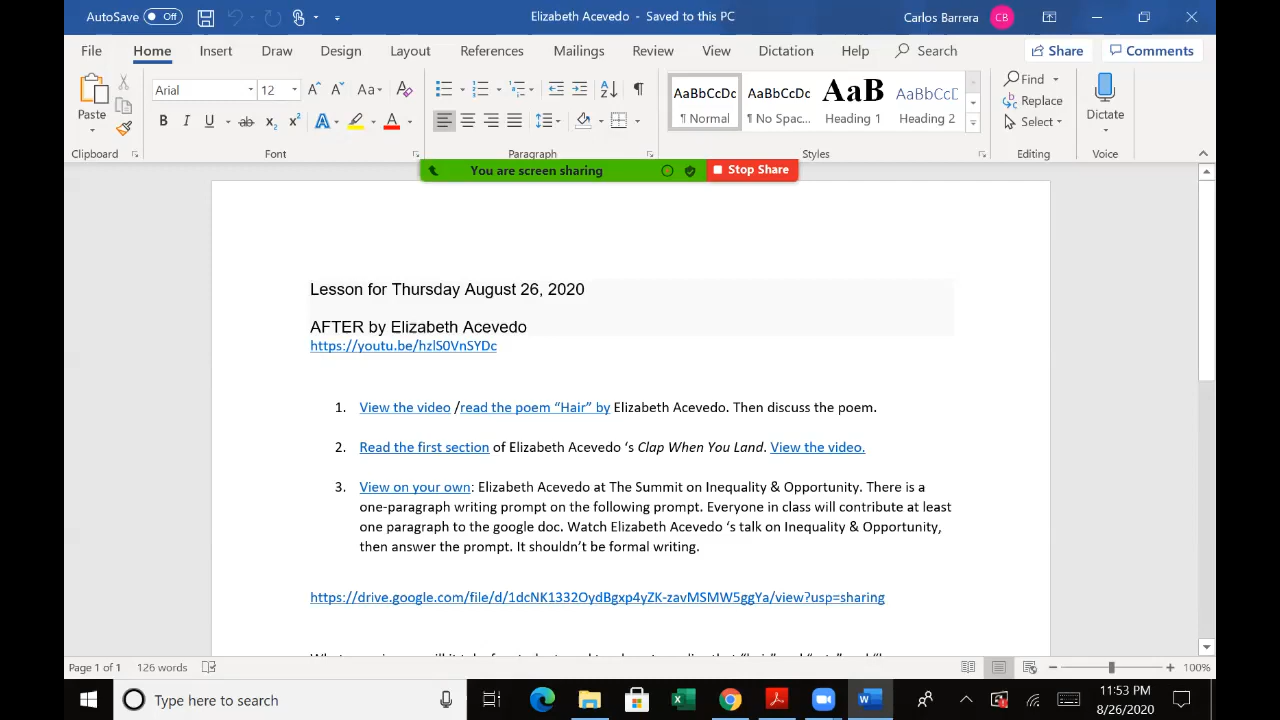 AutoSave Off Elizabeth Acevedo - Saved to this PC Carlos Barrera CB
File Home Insert Draw Design Layout References Mailings Review View Dictation Help Search Share Comments
Paste Arial 12 Aa AaBbCcDc AaBbCcDc AaB AaBbCcD Find Dictate
Replace
B I U ab x₂ x² A A ¶ Normal ¶ No Spac... Heading 1 Heading 2 Select
Clipboard Font Paragraph Styles Editing Voice
You are screen sharing Stop Share
Lesson for Thursday August 26, 2020
AFTER by Elizabeth Acevedo
https://youtu.be/hzlS0VnSYDc
1. View the video /read the poem “Hair” by Elizabeth Acevedo. Then discuss the poem.
2. Read the first section of Elizabeth Acevedo ‘s Clap When You Land. View the video.
3. View on your own: Elizabeth Acevedo at The Summit on Inequality & Opportunity. There is a
one-paragraph writing prompt on the following prompt. Everyone in class will contribute at least
one paragraph to the google doc. Watch Elizabeth Acevedo ‘s talk on Inequality & Opportunity,
then answer the prompt. It shouldn’t be formal writing.
https://drive.google.com/file/d/1dcNK1332OydBgxp4yZK-zavMSMW5ggYa/view?usp=sharing
Page 1 of 1 126 words 100%
Type here to search 11:53 PM
8/26/2020